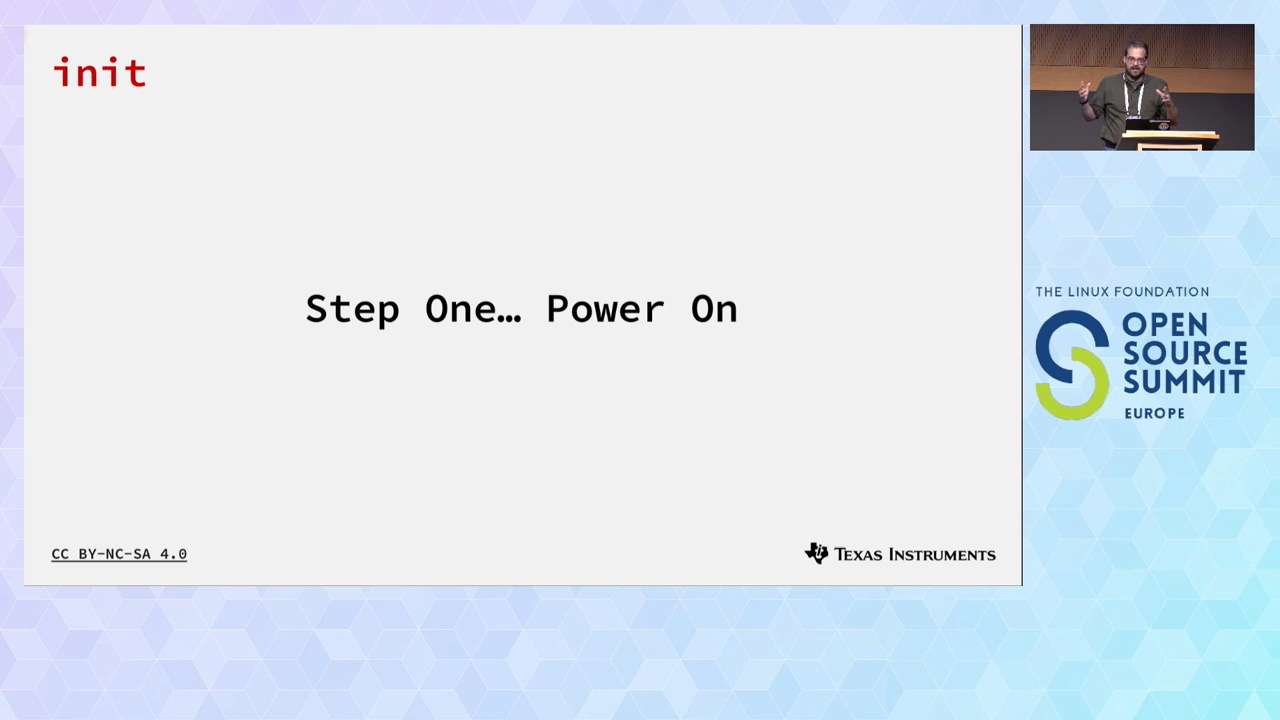 init
Step One… Power On
CC BY-NC-SA 4.0
TEXAS INSTRUMENTS
THE LINUX FOUNDATION
OPEN
SOURCE
SUMMIT
EUROPE